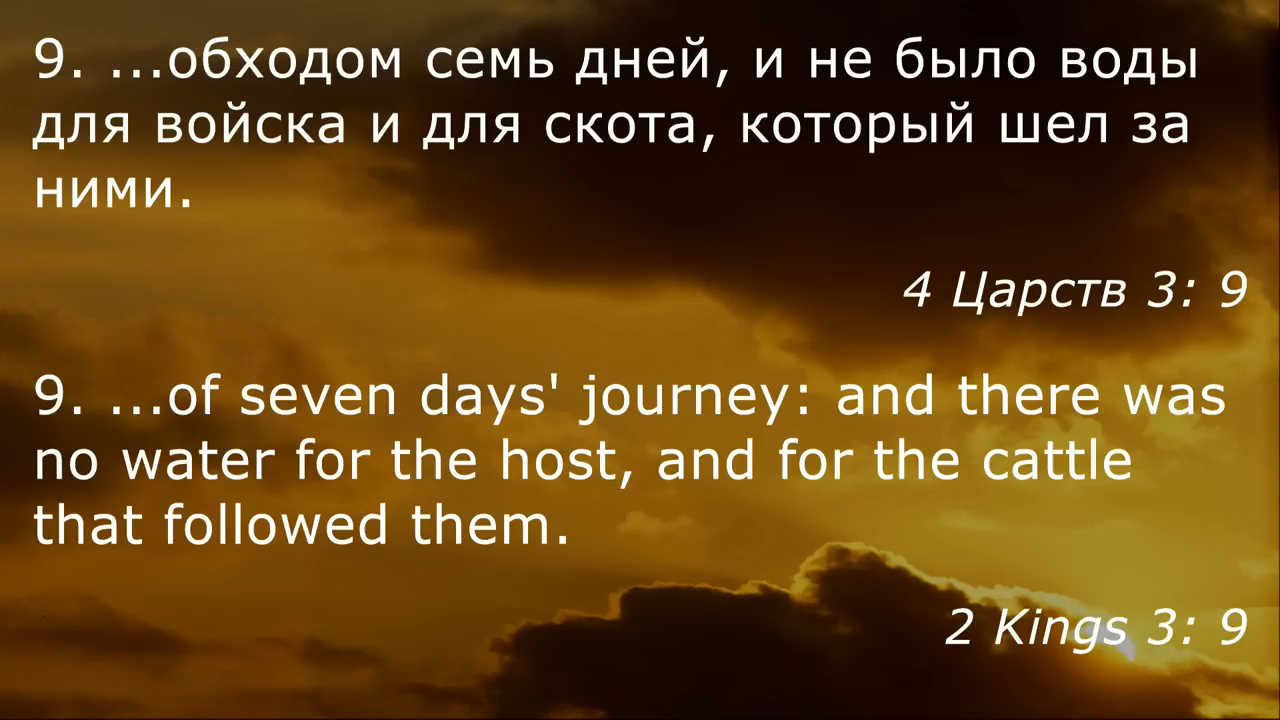 9. ...обходом семь дней, и не было воды
для войска и для скота, который шел за
ними.
4 Царств 3: 9
9. ...of seven days' journey: and there was
no water for the host, and for the cattle
that followed them.
2 Kings 3: 9